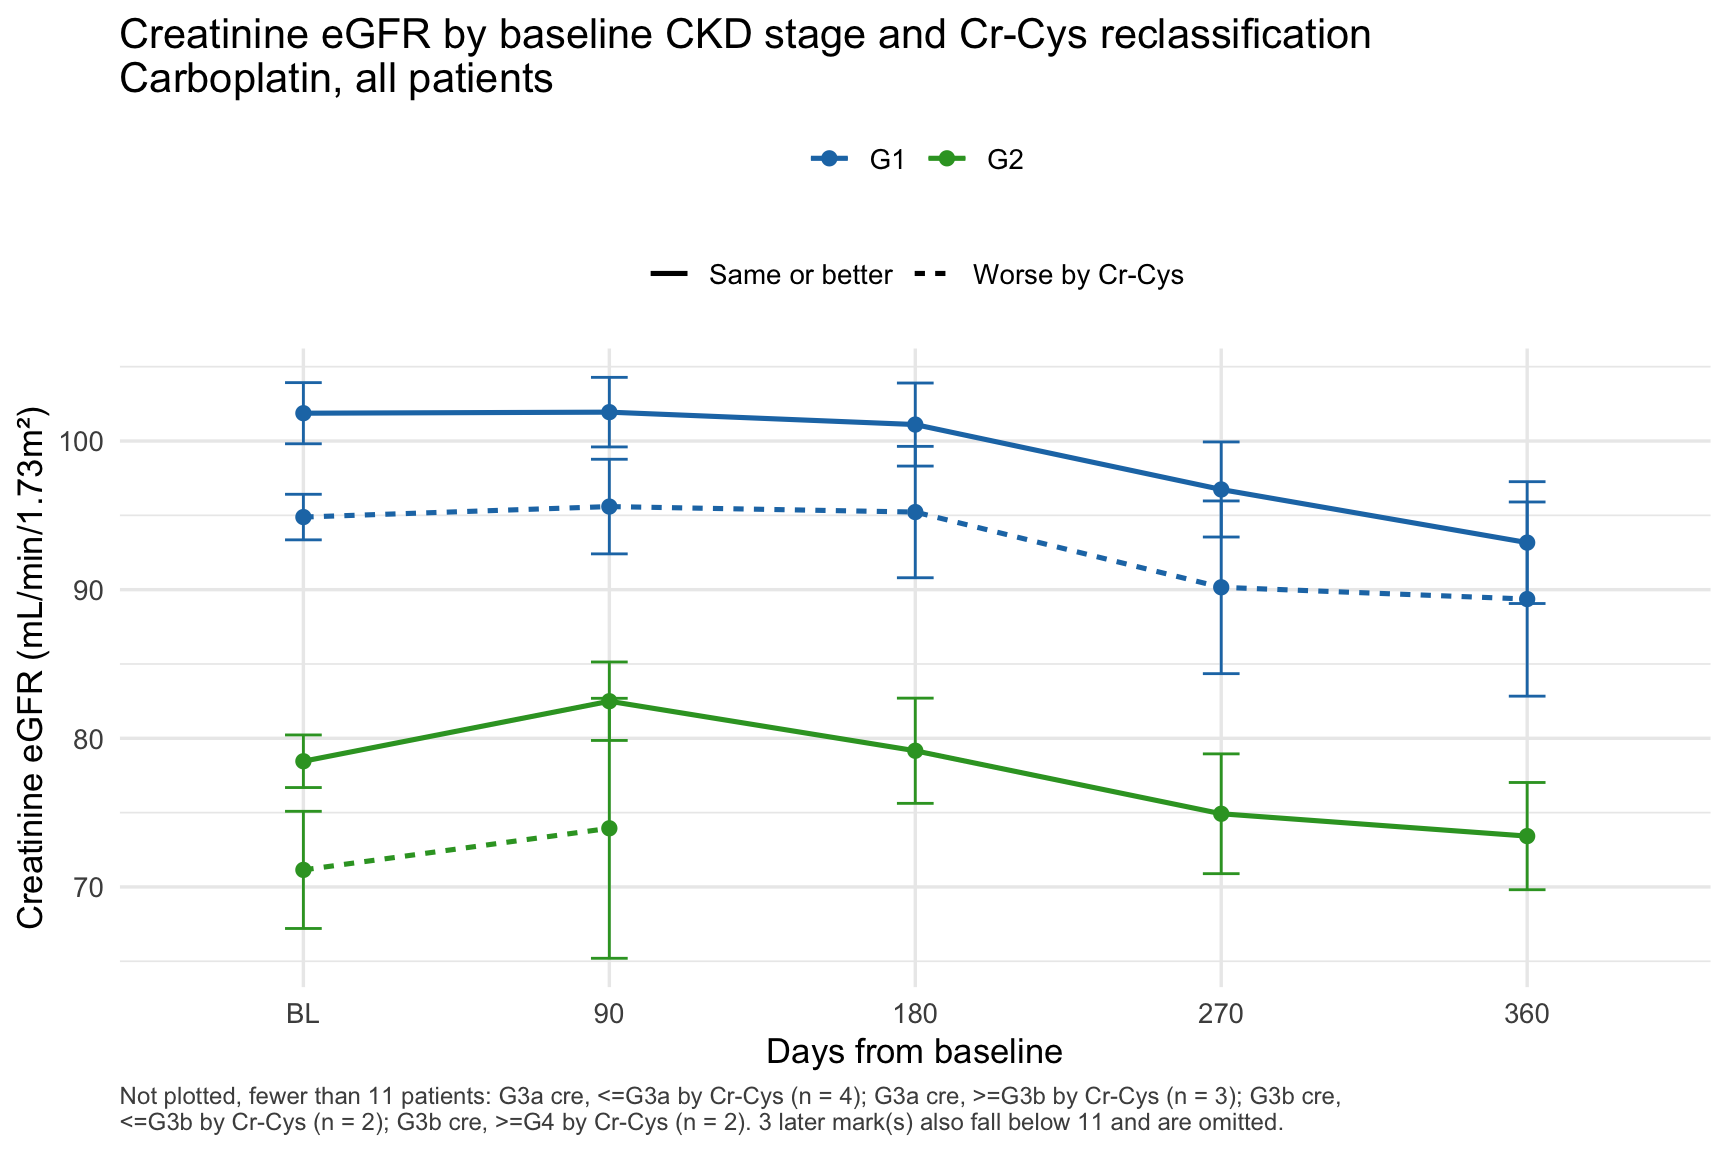 Creatinine eGFR by baseline CKD stage and Cr-Cys reclassification
Carboplatin, all patients
G1 G2
Same or better Worse by Cr-Cys
Creatinine eGFR (mL/min/1.73m²)
100
90
80
70
BL 90 180 270 360
Days from baseline
Not plotted, fewer than 11 patients: G3a cre, <=G3a by Cr-Cys (n = 4); G3a cre, >=G3b by Cr-Cys (n = 3); G3b cre,
<=G3b by Cr-Cys (n = 2); G3b cre, >=G4 by Cr-Cys (n = 2). 3 later mark(s) also fall below 11 and are omitted.